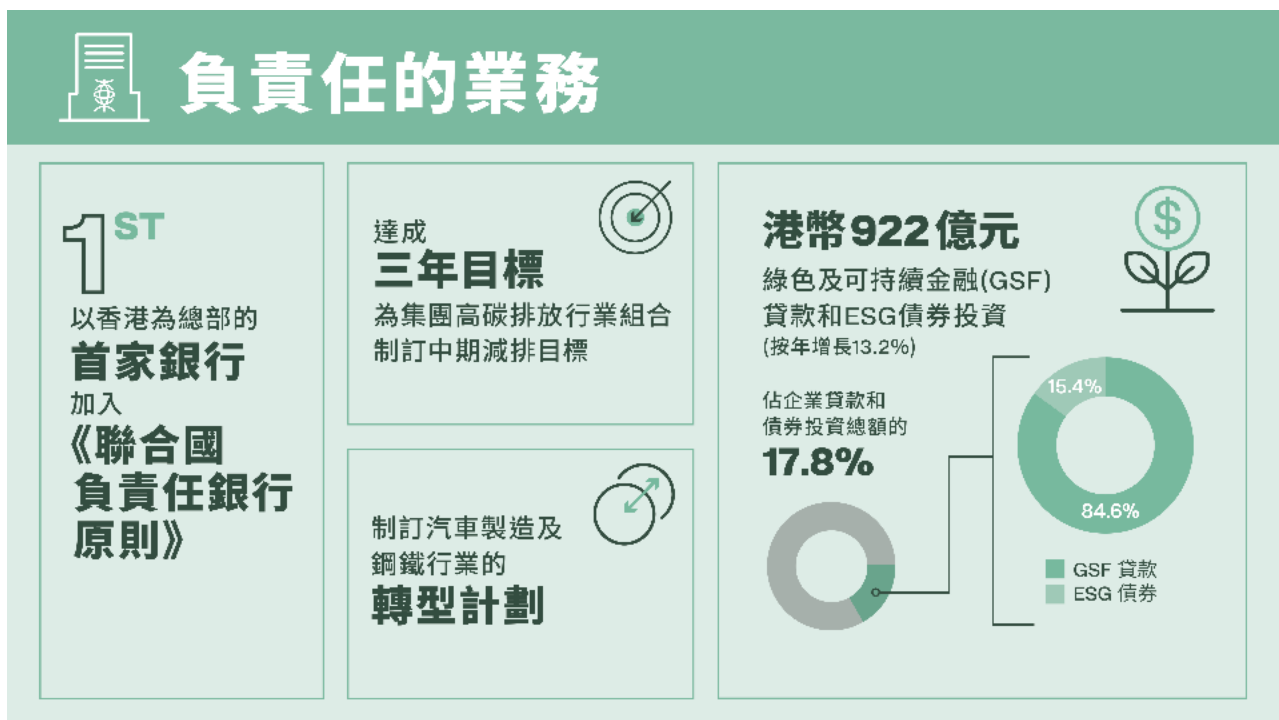 負責任的業務
1ST
以香港為總部的
首家銀行
加入
《聯合國
負責任銀行
原則》
達成
三年目標
為集團高碳排放行業組合
制訂中期減排目標
制訂汽車製造及
鋼鐵行業的
轉型計劃
港幣922億元
綠色及可持續金融(GSF)
貸款和ESG債券投資
(按年增長13.2%)
佔企業貸款和
債券投資總額的
17.8%
$
15.4%
84.6%
GSF 貸款
ESG 債券